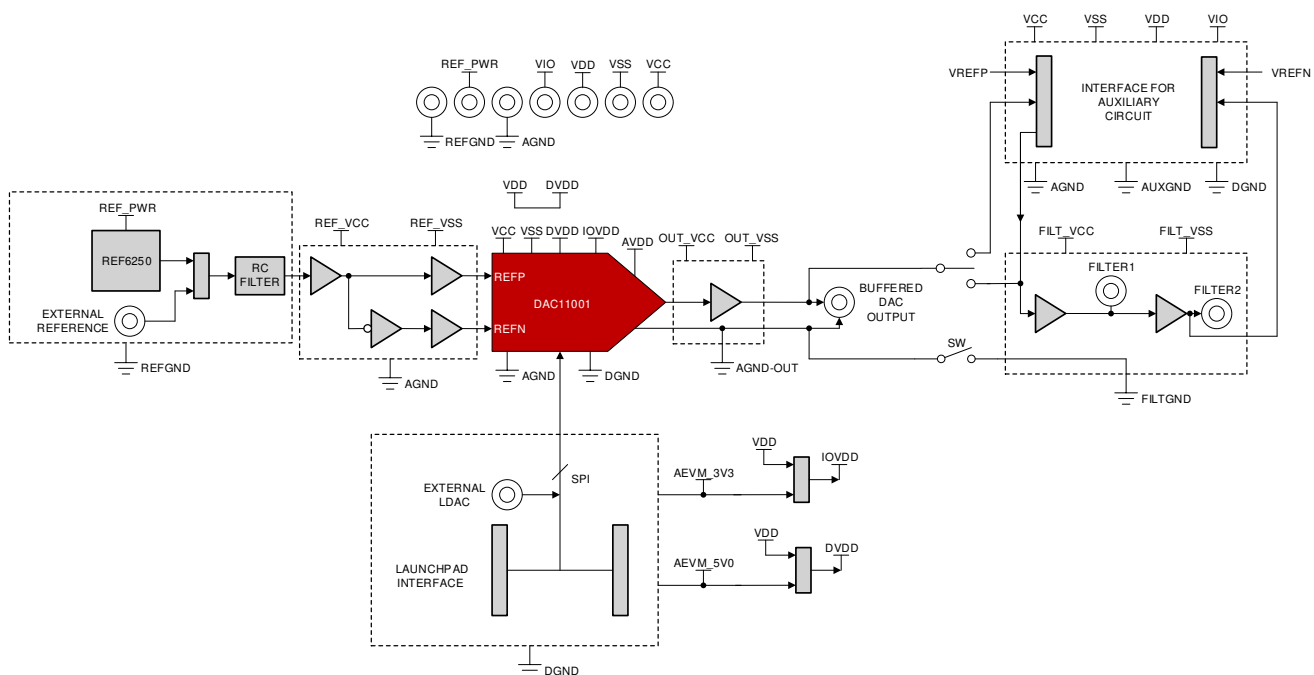 VCC VSS VDD VIO
VREFP
INTERFACE FOR
AUXILIARY
CIRCUIT
VREFN
AGND AUXGND DGND
REF_PWR VIO VDD VSS VCC
REFGND AGND
VDD DVDD
REF_PWR
REF6250
RC
FILTER
EXTERNAL
REFERENCE
REFGND
REF_VCC REF_VSS
AGND
VCC VSS DVDD IOVDD
AVDD
REFP
DAC11001
REFN
AGND DGND
OUT_VCC OUT_VSS
AGND-OUT
BUFFERED
DAC
OUTPUT
SW
FILT_VCC FILT_VSS
FILTER1
FILTER2
FILTGND
SPI
EXTERNAL
LDAC
LAUNCHPAD
INTERFACE
DGND
AEVM_3V3
VDD
IOVDD
AEVM_5V0
VDD
DVDD